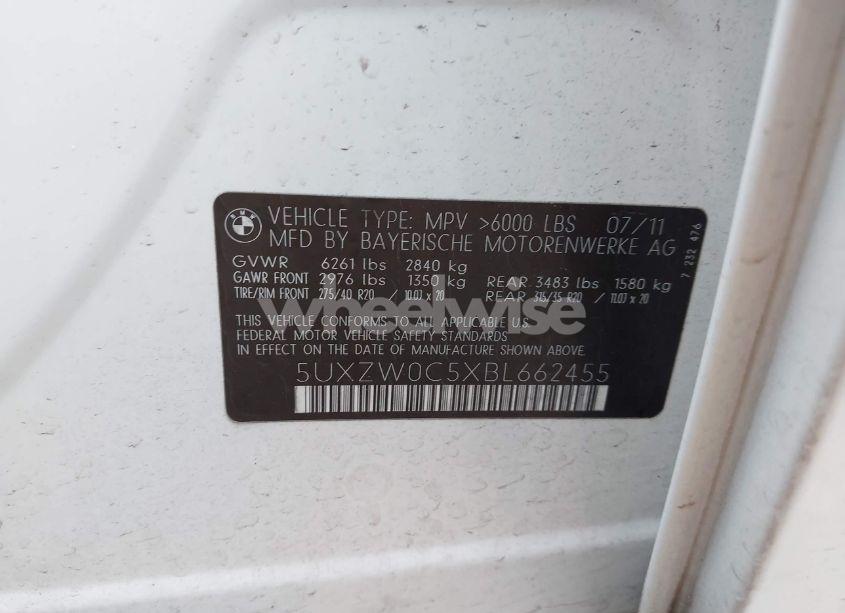 BMW
VEHICLE TYPE: MPV >6000 LBS 07/11
MFD BY BAYERISCHE MOTORENWERKE AG
GVWR 6261 lbs 2840 kg
GAWR FRONT 2976 lbs 1350 kg REAR 3483 lbs 1580 kg
TIRE/RIM FRONT 275/40 R20 10.0J x 20 REAR 315/35 R20 / 11.0J x 20
THIS VEHICLE CONFORMS TO ALL APPLICABLE U.S.
FEDERAL MOTOR VEHICLE SAFETY STANDARDS
IN EFFECT ON THE DATE OF MANUFACTURE SHOWN ABOVE.
5UXZW0C5XBL662455
7 232 476
wheelwise